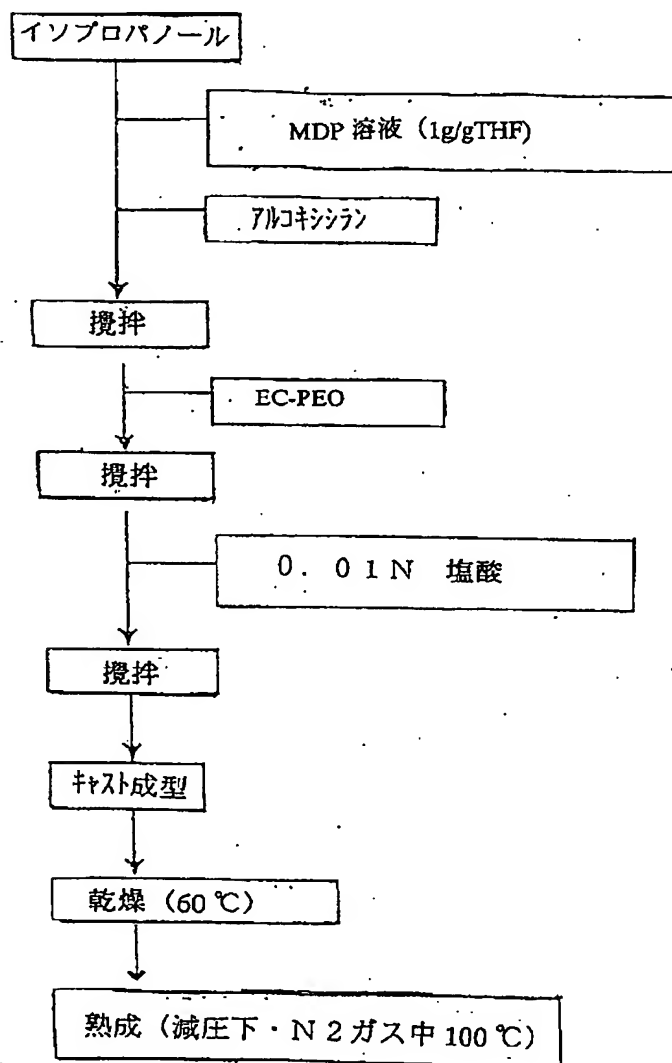 イソプロパノール
MDP 溶液（1g/gTHF)
ｱﾙｺｷｼｼﾗﾝ
攪拌
EC-PEO
攪拌
０．０１Ｎ　塩酸
攪拌
ｷｬｽﾄ成型
乾燥（60 ℃）
熟成（減圧下・Ｎ２ガス中 100 ℃）